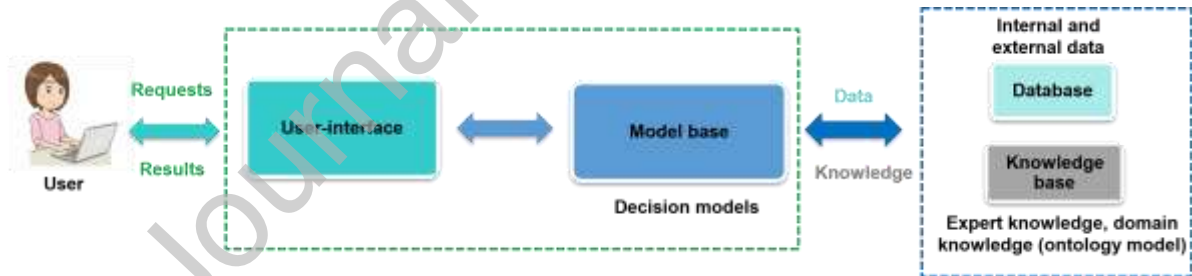 Journal
Internal and
external data
Requests
Database
Data
User-interface
Model base
Results
Knowledge
Knowledge
base
User
Decision models
Expert knowledge, domain
knowledge (ontology model)